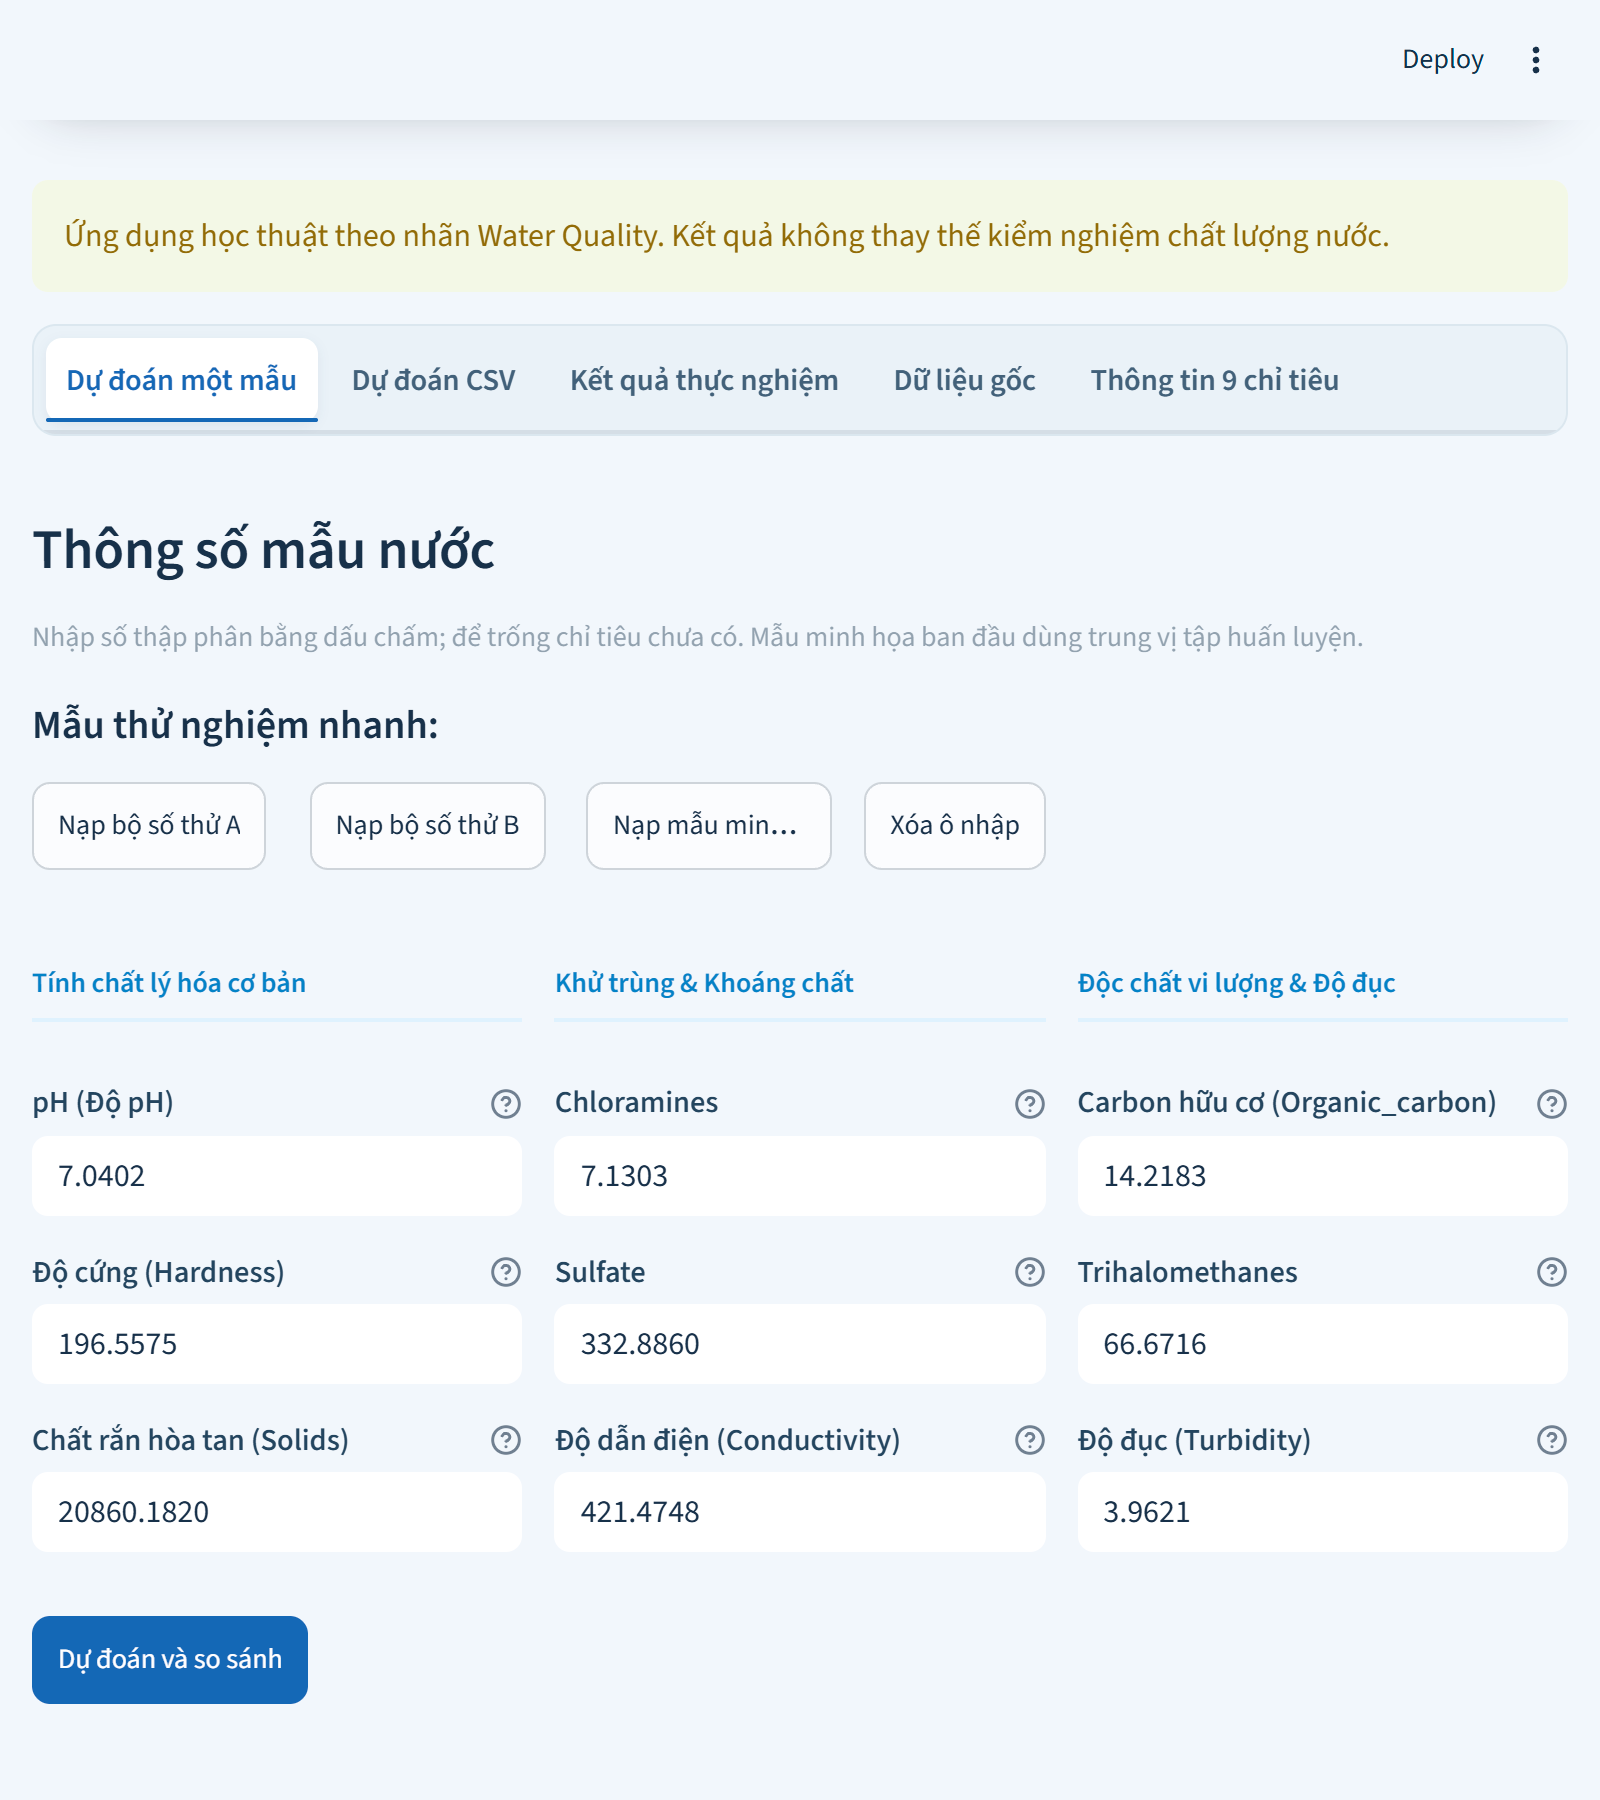 Deploy
Ứng dụng học thuật theo nhãn Water Quality. Kết quả không thay thế kiểm nghiệm chất lượng nước.
Dự đoán một mẫu
Dự đoán CSV
Kết quả thực nghiệm
Dữ liệu gốc
Thông tin 9 chỉ tiêu
Thông số mẫu nước
Nhập số thập phân bằng dấu chấm; để trống chỉ tiêu chưa có. Mẫu minh họa ban đầu dùng trung vị tập huấn luyện.
Mẫu thử nghiệm nhanh:
Nạp bộ số thử A
Nạp bộ số thử B
Nạp mẫu min...
Xóa ô nhập
Tính chất lý hóa cơ bản
pH (Độ pH)
7.0402
Độ cứng (Hardness)
196.5575
Chất rắn hòa tan (Solids)
20860.1820
Khử trùng & Khoáng chất
Chloramines
7.1303
Sulfate
332.8860
Độ dẫn điện (Conductivity)
421.4748
Độc chất vi lượng & Độ đục
Carbon hữu cơ (Organic_carbon)
14.2183
Trihalomethanes
66.6716
Độ đục (Turbidity)
3.9621
Dự đoán và so sánh